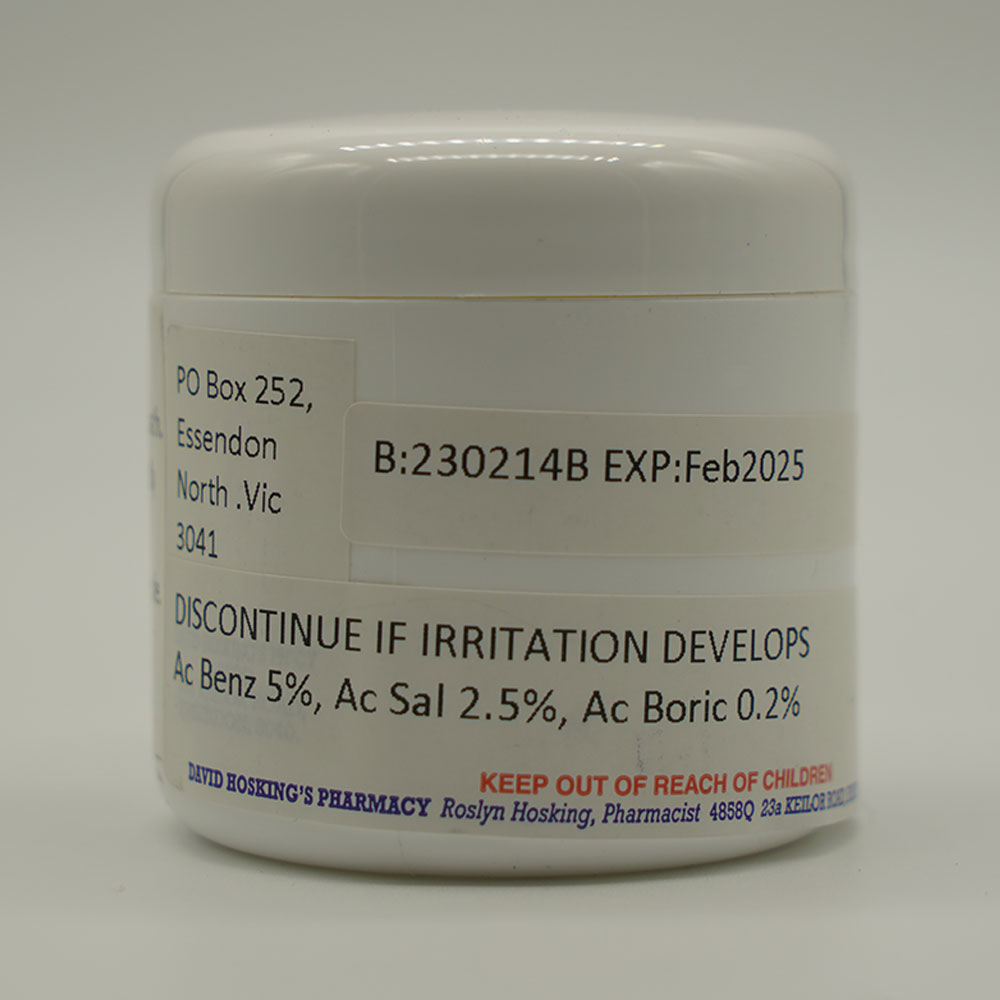 PO Box 252,
Essendon
North .Vic
3041
B:230214B EXP:Feb2025
DISCONTINUE IF IRRITATION DEVELOPS
Ac Benz 5%, Ac Sal 2.5%, Ac Boric 0.2%
KEEP OUT OF REACH OF CHILDREN
DAVID HOSKING'S PHARMACY Roslyn Hosking, Pharmacist 4858Q 23a KEILOR ROAD,